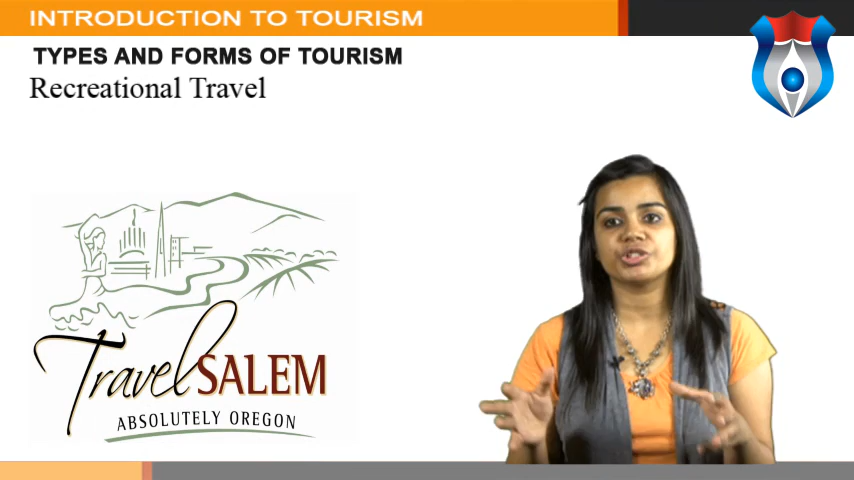 INTRODUCTION TO TOURISM
TYPES AND FORMS OF TOURISM
Recreational Travel
Travel SALEM
ABSOLUTELY OREGON